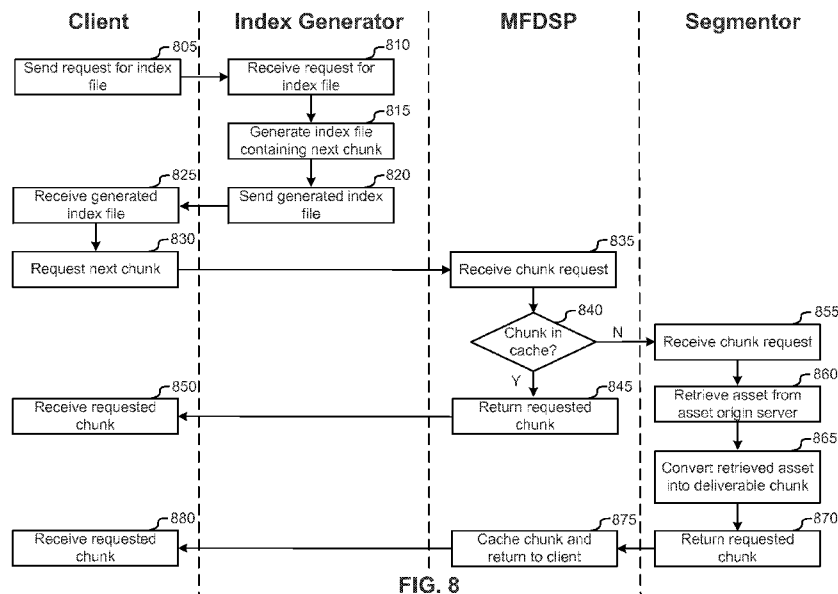 Client
Index Generator
MFDSP
Segmentor
805
Send request for index
file
810
Receive request for
index file
815
Generate index file
containing next chunk
825
Receive generated
index file
820
Send generated index
file
830
Request next chunk
835
Receive chunk request
840
Chunk in
cache?
N
Y
855
Receive chunk request
860
Retrieve asset from
asset origin server
850
Receive requested
chunk
845
Return requested
chunk
865
Convert retrieved asset
into deliverable chunk
880
Receive requested
chunk
875
Cache chunk and
return to client
870
Return requested
chunk
FIG. 8